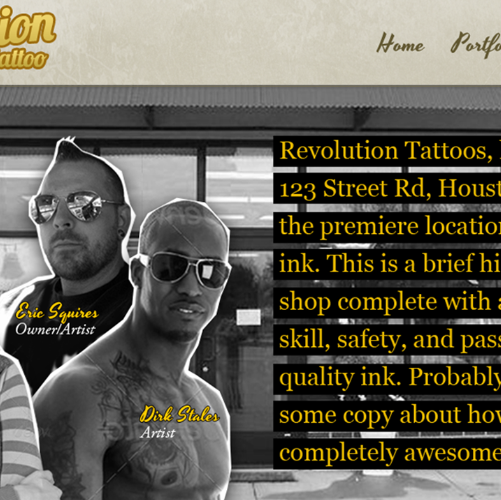 ion
attoo
Home Portfo
Revolution Tattoos,
123 Street Rd, Houst
the premiere location
ink. This is a brief hi
shop complete with a
skill, safety, and pas
quality ink. Probably
some copy about how
completely awesome
Eric Squires
Owner/Artist
Dirk Stales
Artist